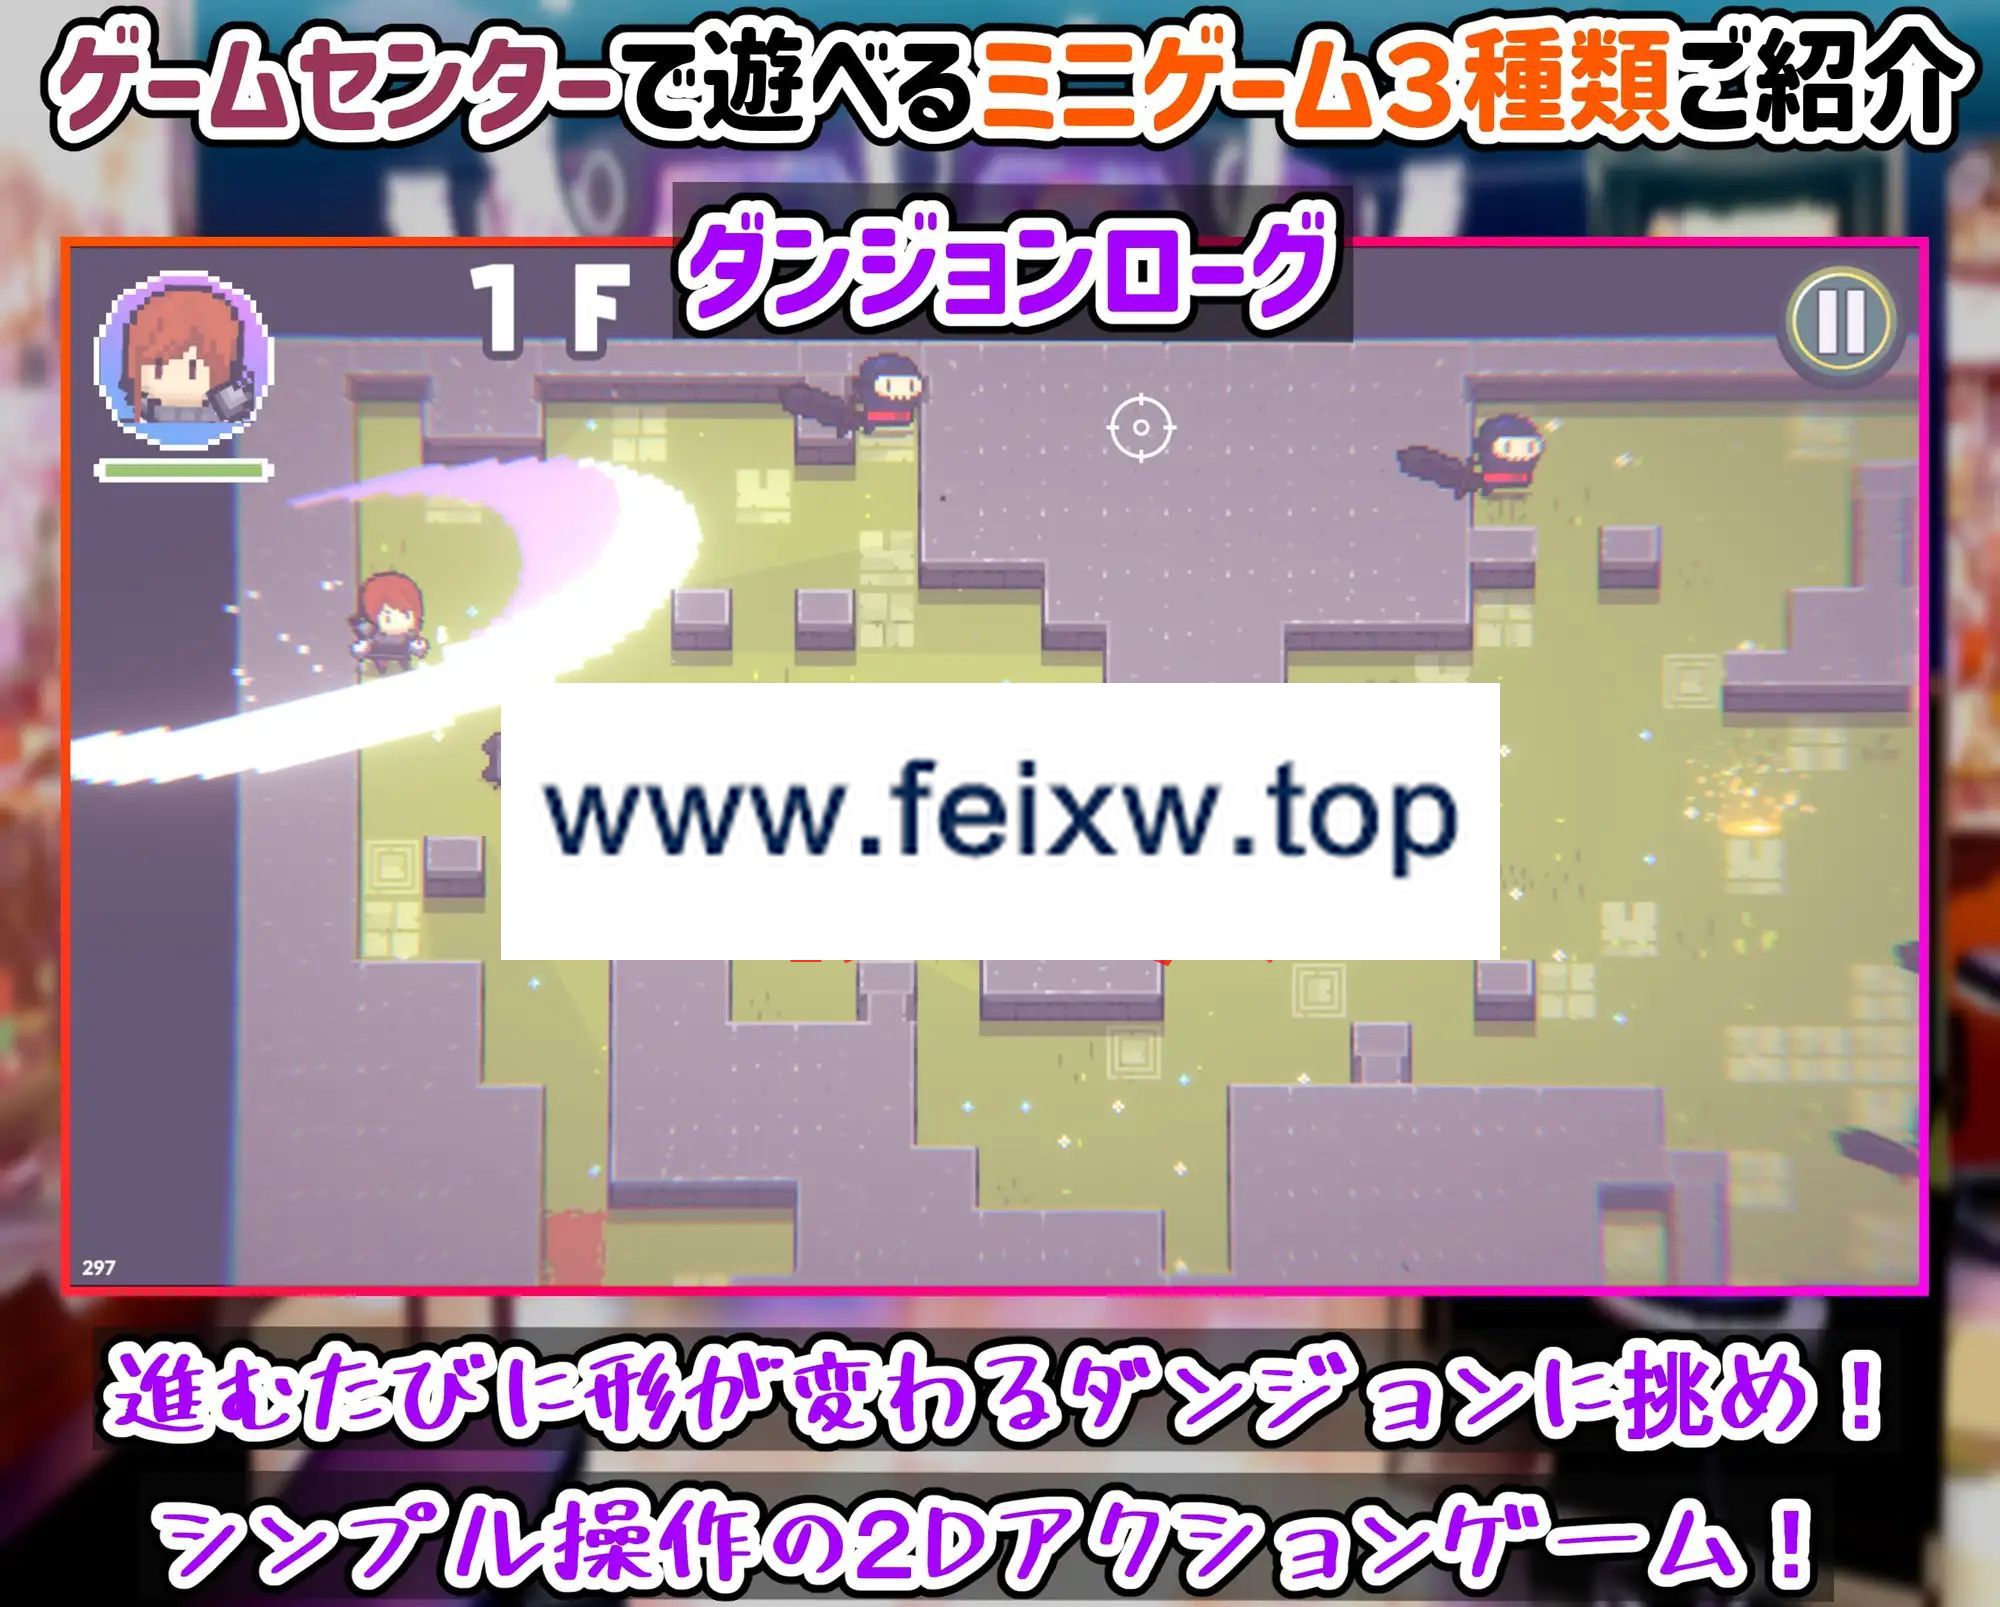 ゲームセンターで遊べるミニゲーム3種類ご紹介
ダンジョンローグ
1F
www.feixw.top
297
進むたびに形が変わるダンジョンに挑め！
シンプル操作の2Dアクションゲーム！